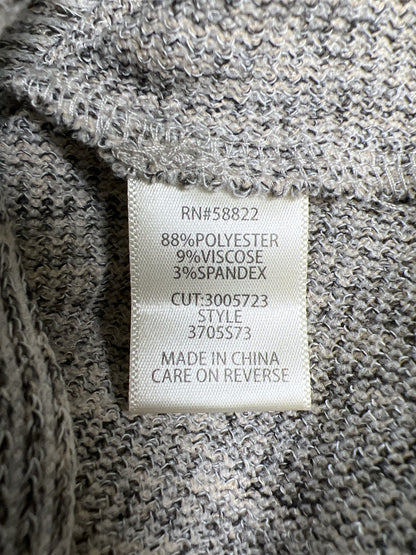 RN#58822
88%POLYESTER
9%VISCOSE
3%SPANDEX
CUT:3005723
STYLE
3705S73
MADE IN CHINA
CARE ON REVERSE